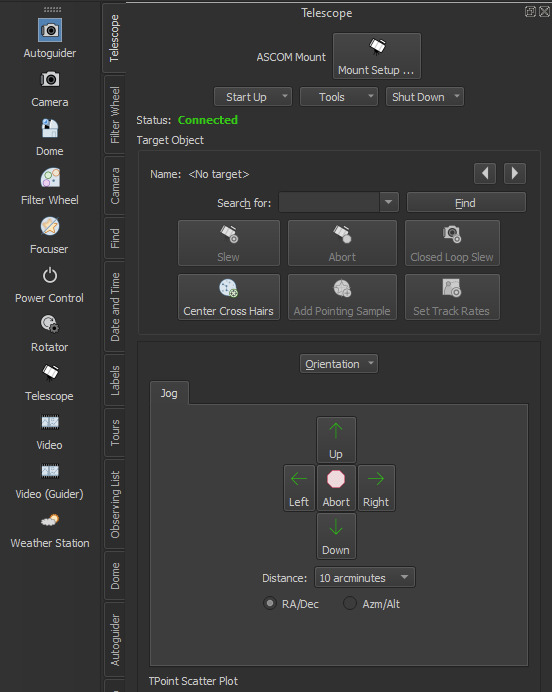 Autoguider
Camera
Dome
Filter Wheel
Focuser
Power Control
Rotator
Telescope
Video
Video (Guider)
Weather Station
Telescope
Filter Wheel
Camera
Find
Date and Time
Labels
Tours
Observing List
Dome
Autoguider
Telescope
ASCOM Mount
Mount Setup ...
Start Up
Tools
Shut Down
Status: Connected
Target Object
Name: <No target>
Search for:
Find
Slew
Abort
Closed Loop Slew
Center Cross Hairs
Add Pointing Sample
Set Track Rates
Orientation
Jog
Up
Left
Abort
Right
Down
Distance: 10 arcminutes
RA/Dec
Azm/Alt
TPoint Scatter Plot